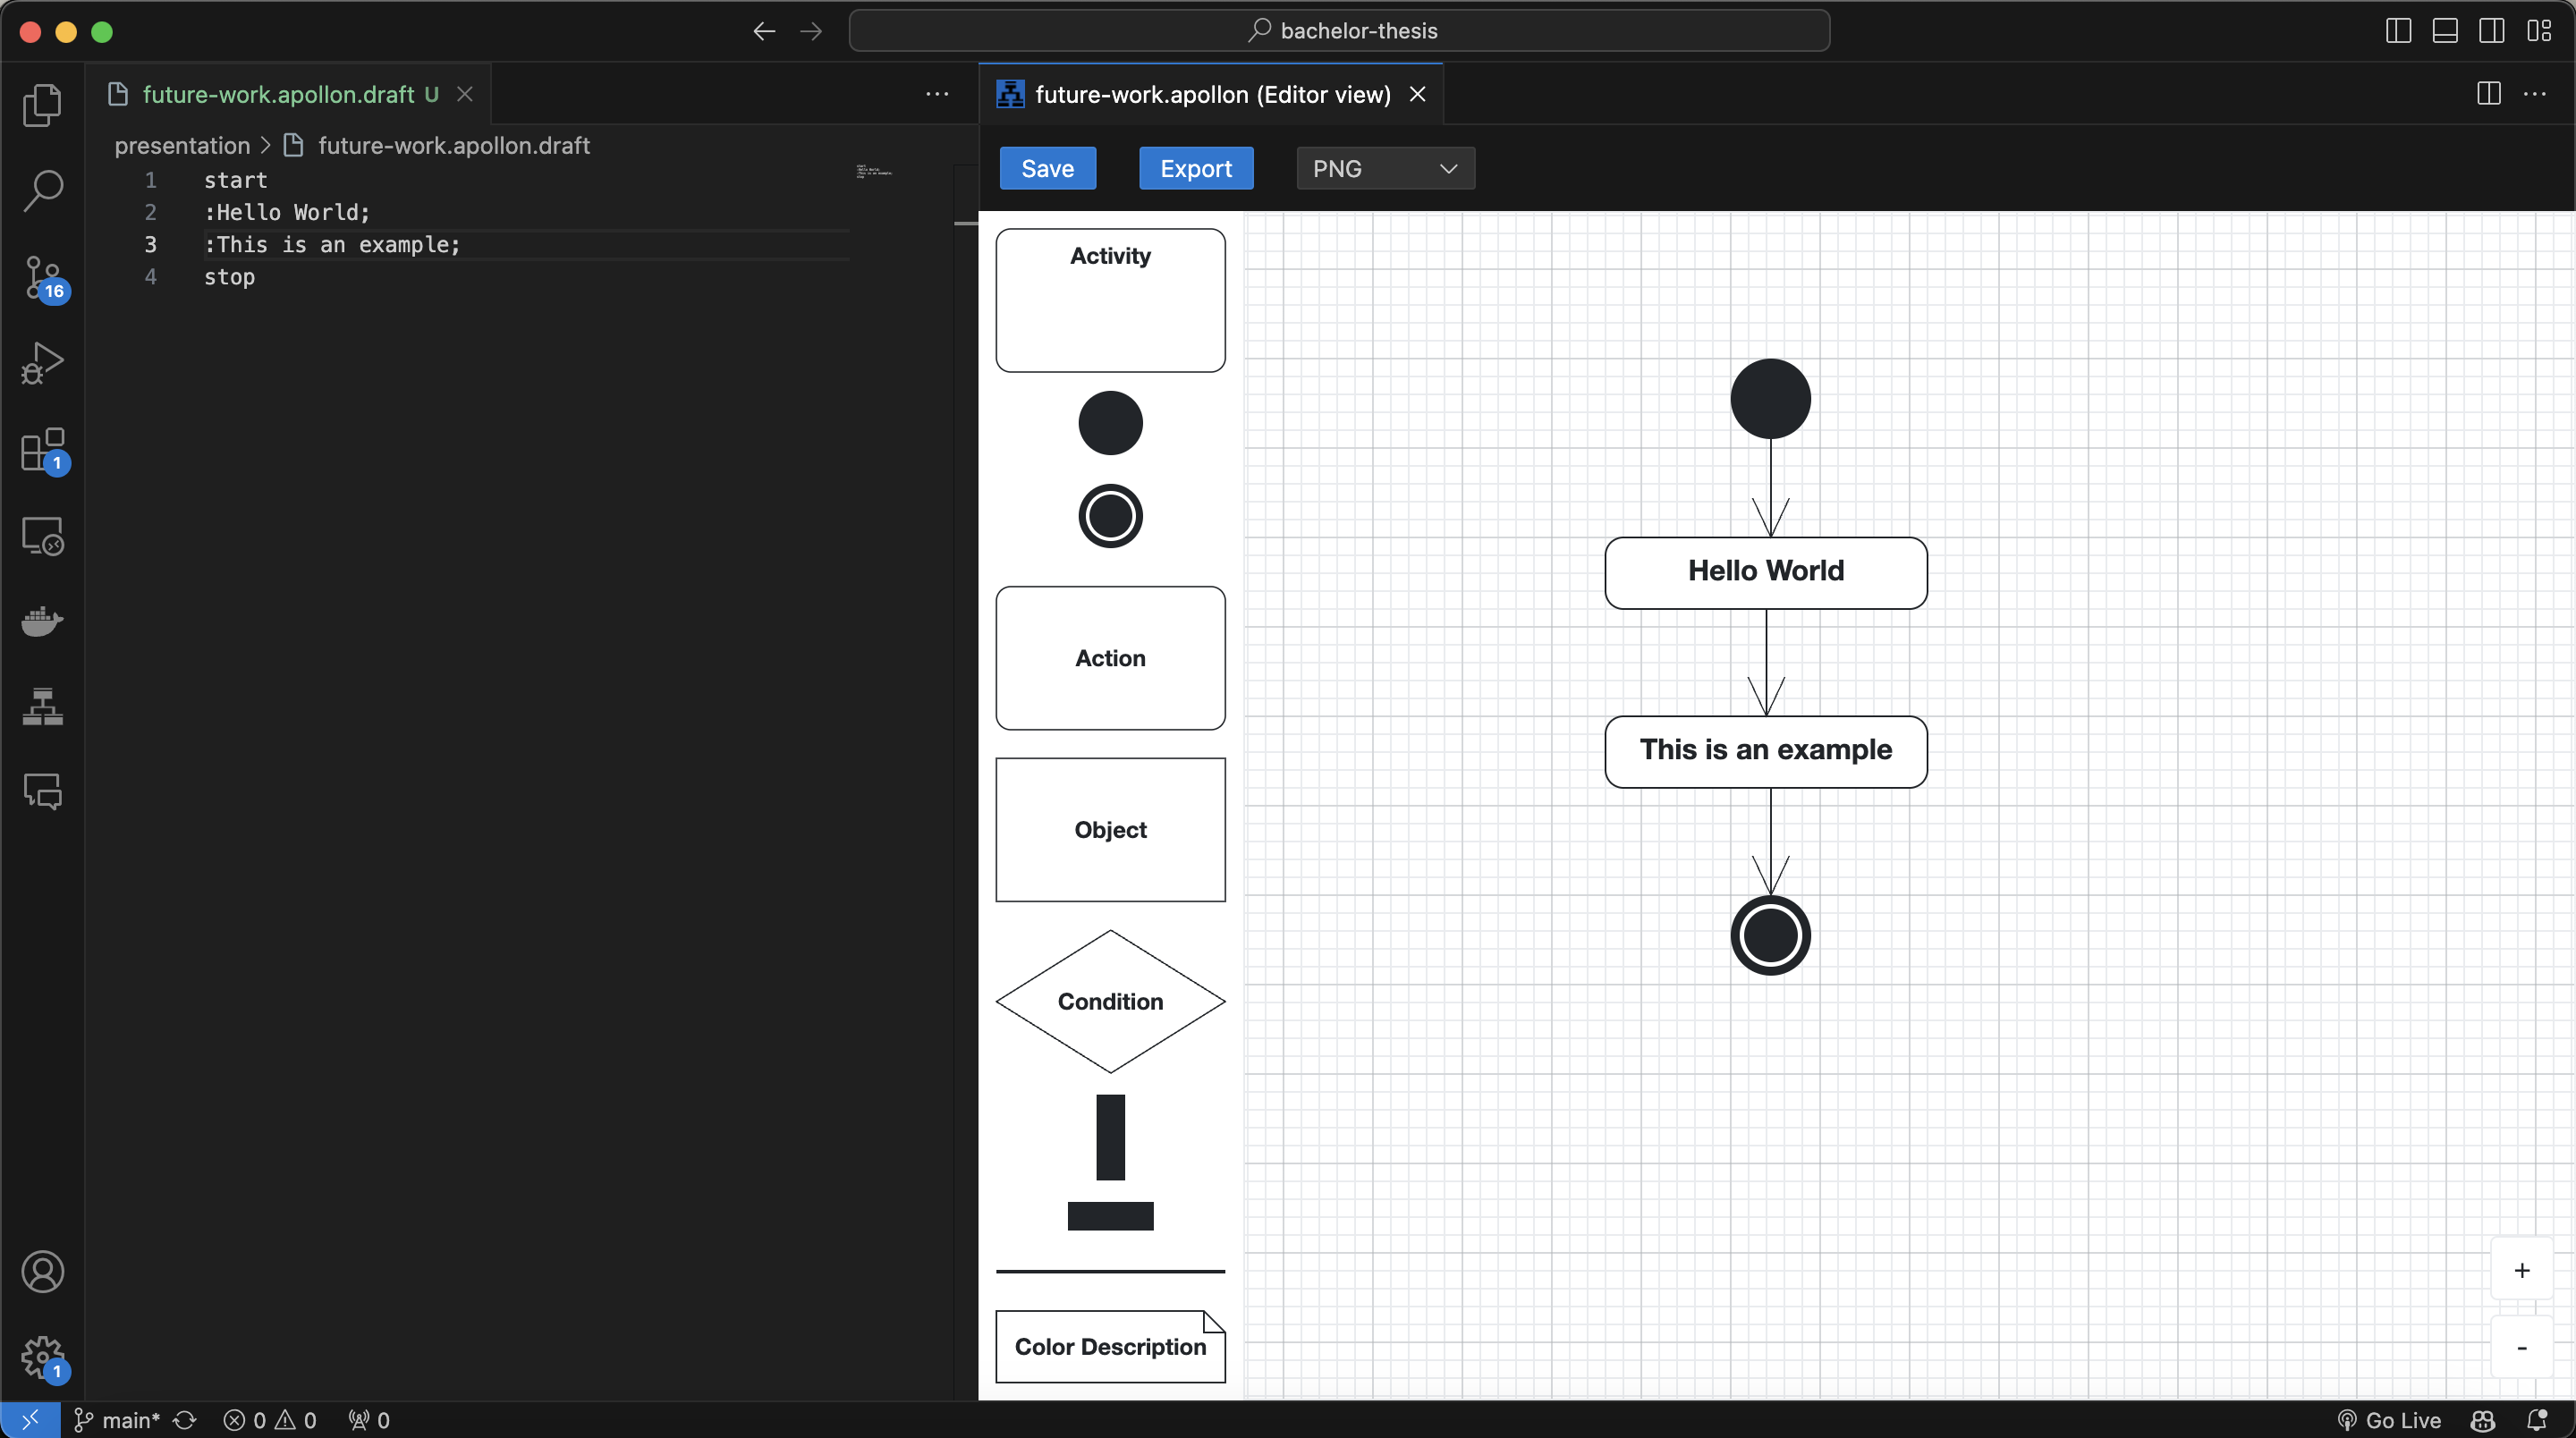 bachelor-thesis
future-work.apollon.draft U
future-work.apollon (Editor view)
presentation > future-work.apollon.draft
1 start
2 :Hello World;
3 :This is an example;
4 stop
Save Export PNG
16
1
1
Activity
Action
Object
Condition
Color Description
Hello World
This is an example
+
-
main* 0 0 0
Go Live